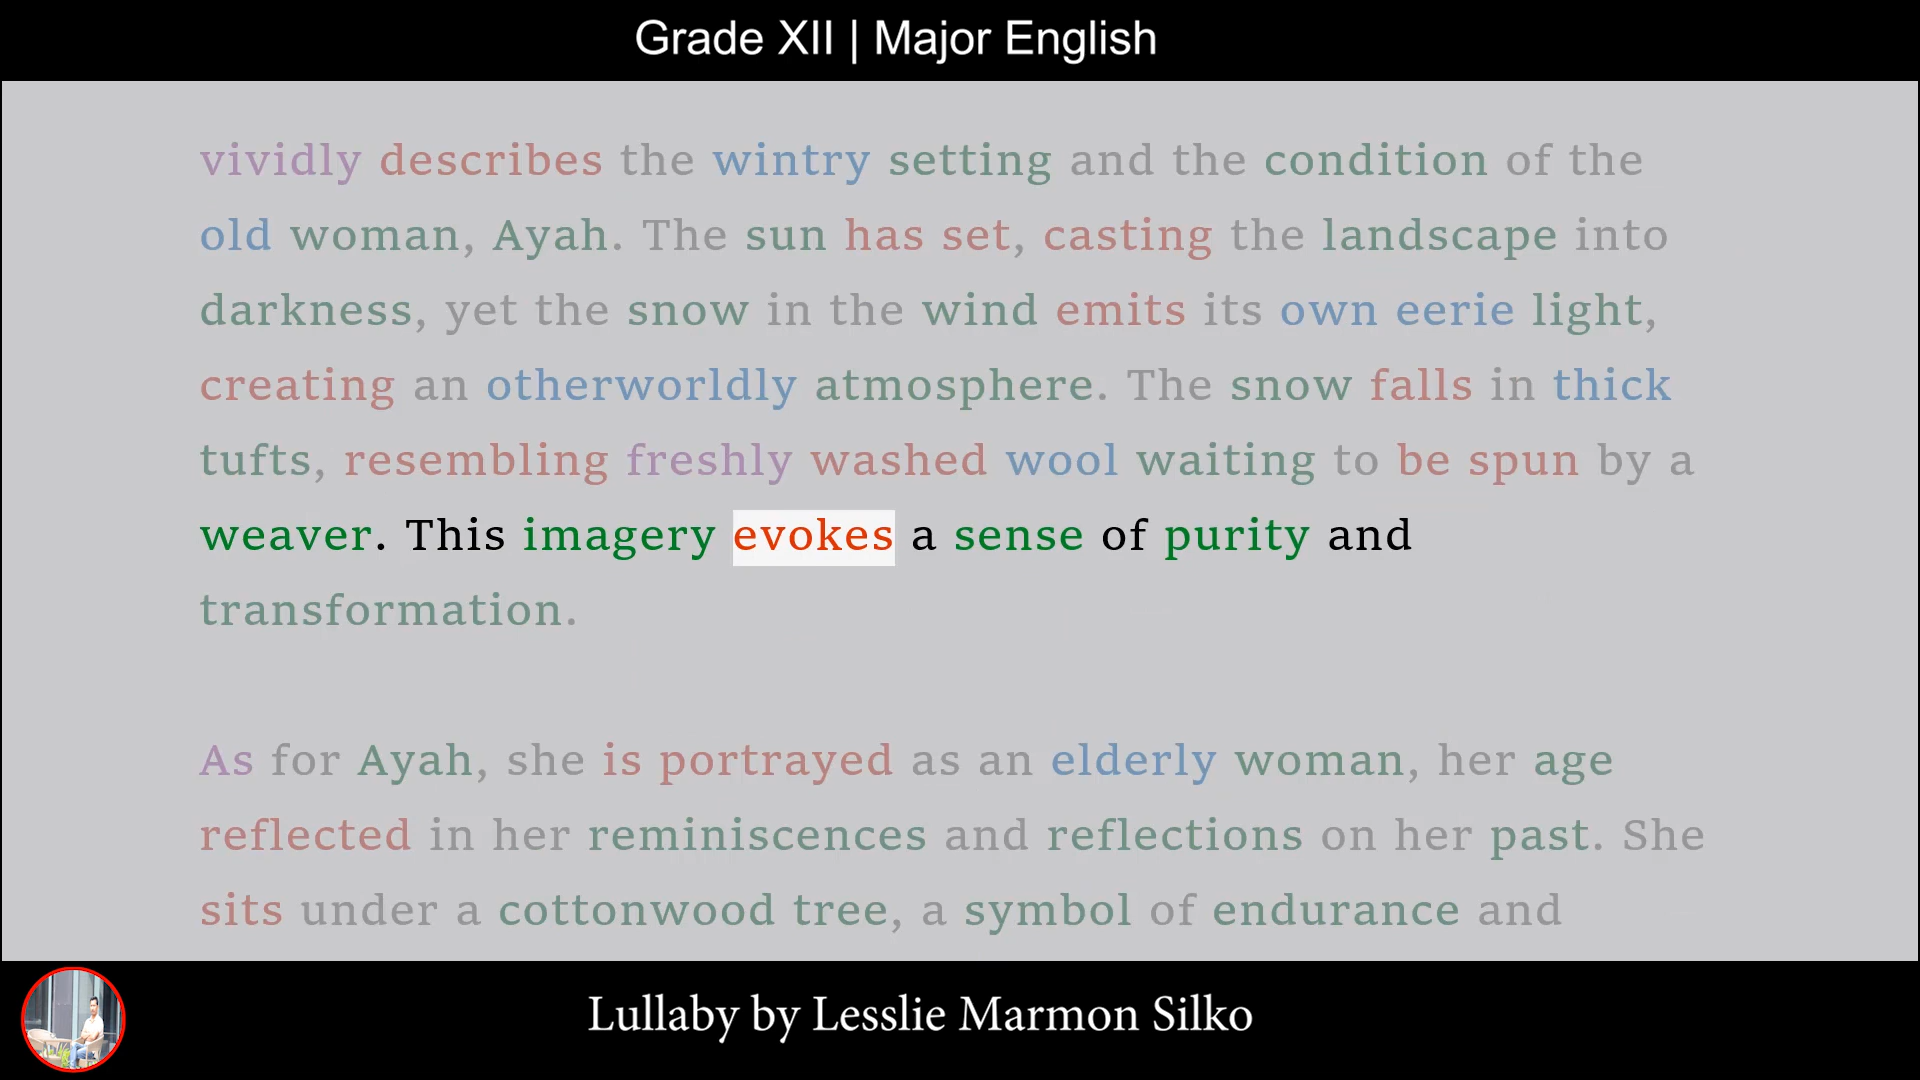 Grade XII | Major English
vividly describes the wintry setting and the condition of the
old woman, Ayah. The sun has set, casting the landscape into
darkness, yet the snow in the wind emits its own eerie light,
creating an otherworldly atmosphere. The snow falls in thick
tufts, resembling freshly washed wool waiting to be spun by a
weaver. This imagery evokes a sense of purity and
transformation.
As for Ayah, she is portrayed as an elderly woman, her age
reflected in her reminiscences and reflections on her past. She
sits under a cottonwood tree, a symbol of endurance and
Lullaby by Lesslie Marmon Silko